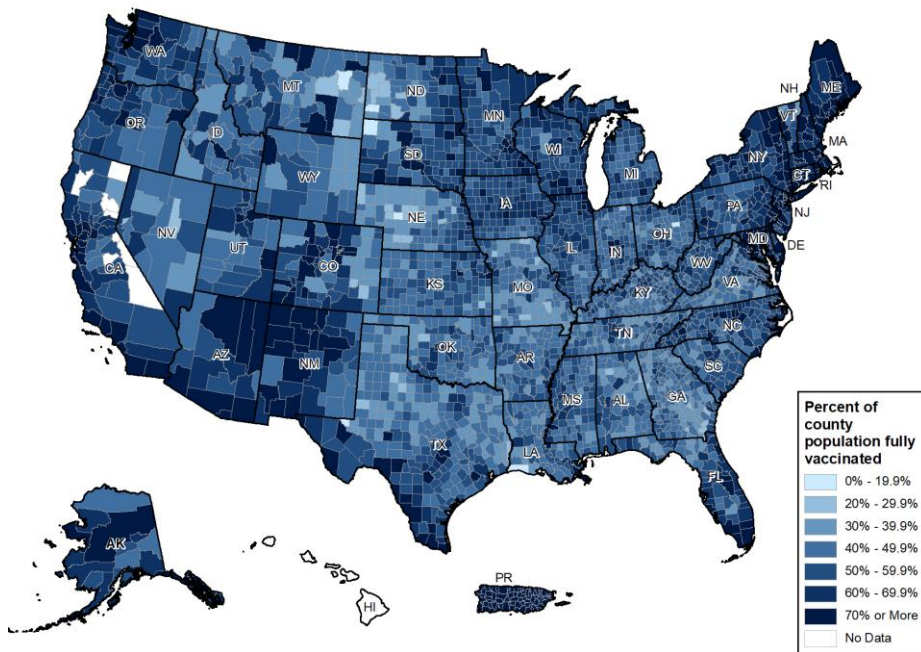 WA
MT
ND
MN
NH
VT
ME
OR
ID
SD
WI
MI
NY
MA
CT
RI
WY
IA
PA
NJ
NV
UT
NE
IL
IN
OH
MD
DE
CA
CO
KS
MO
WV
VA
KY
AZ
NM
OK
AR
TN
NC
SC
MS
AL
GA
TX
LA
FL
AK
HI
PR
Percent of
county
population fully
vaccinated
0% - 19.9%
20% - 29.9%
30% - 39.9%
40% - 49.9%
50% - 59.9%
60% - 69.9%
70% or More
No Data